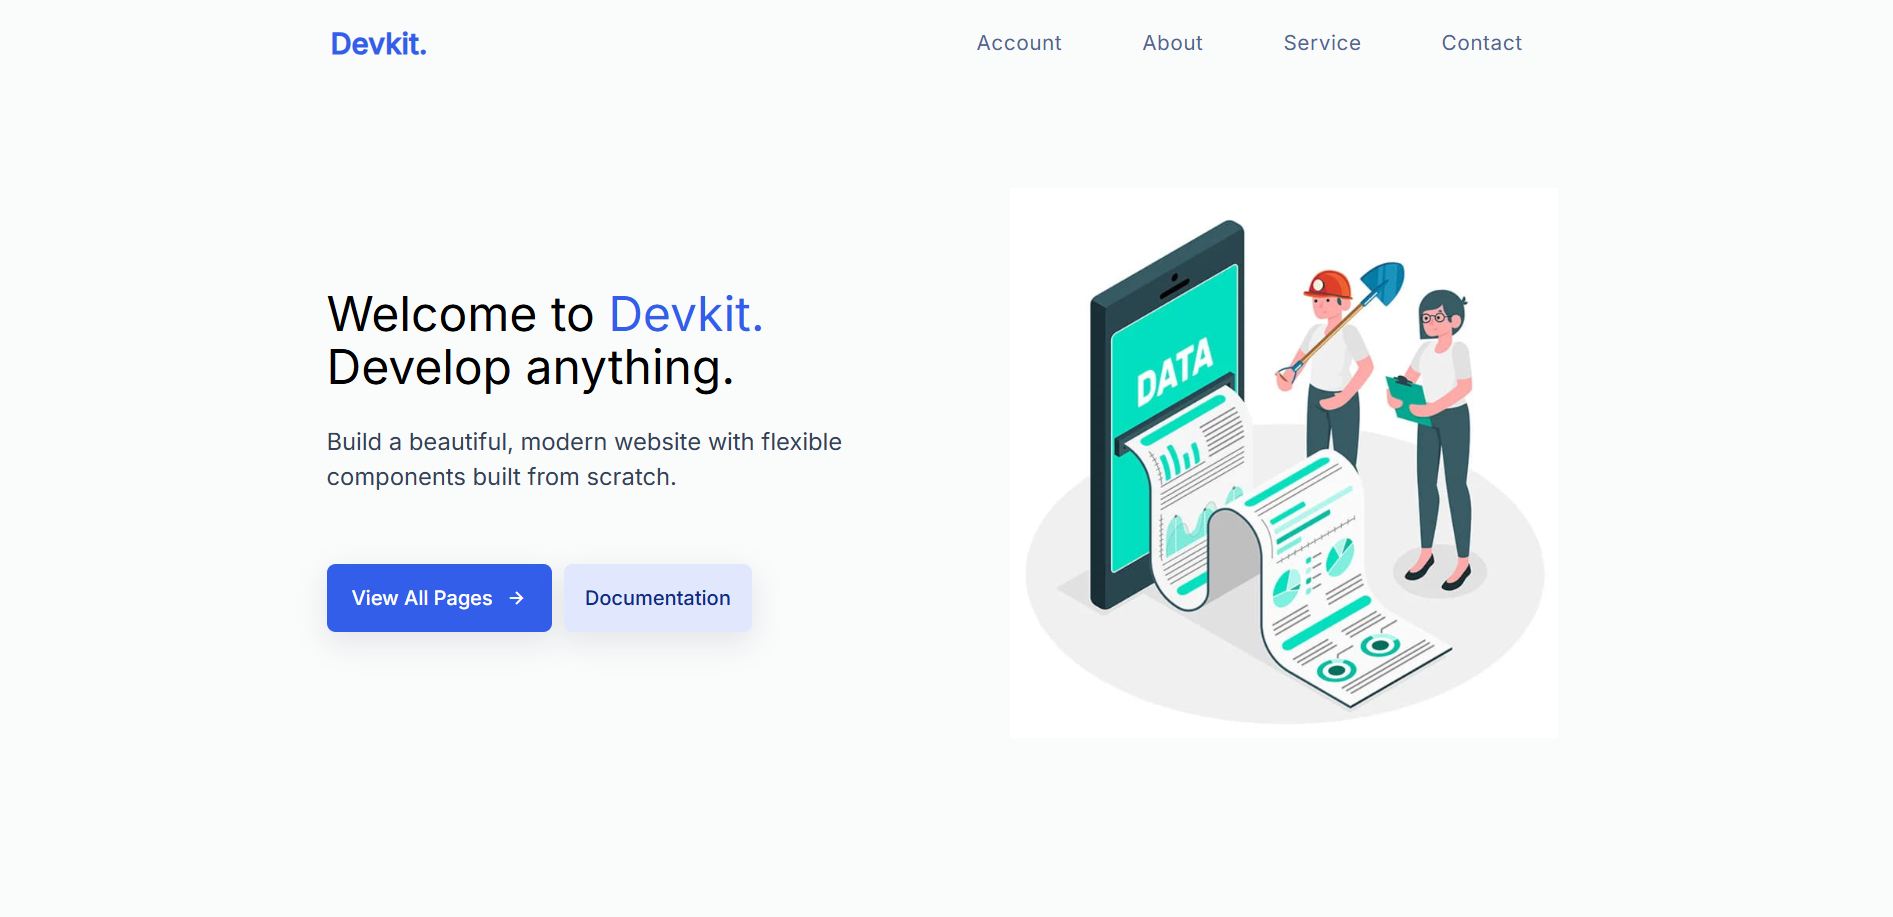 Devkit.
Account
About
Service
Contact
Welcome to Devkit.
Develop anything.
Build a beautiful, modern website with flexible
components built from scratch.
View All Pages →
Documentation
DATA